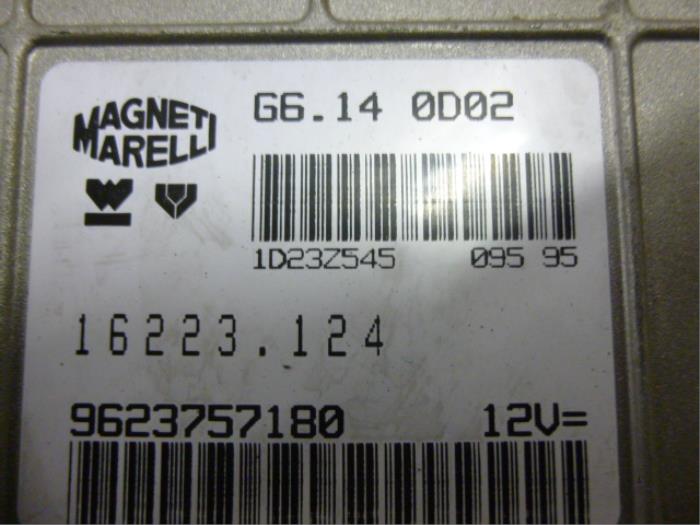 MAGNETI
MARELLI
G6.14 0D02
1D23Z545 095 95
16223.124
9623757180 12V=